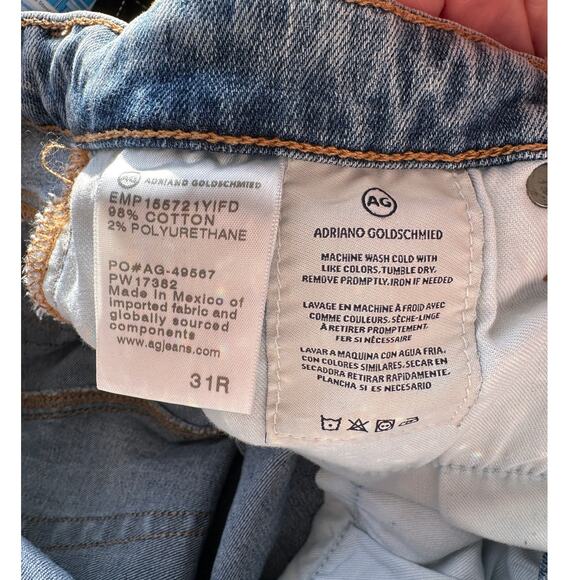 AG ADRIANO GOLDSCHMIED
EMP155721YIFD
98% COTTON
2% POLYURETHANE
PO#AG-49567
PW17382
Made in Mexico of
imported fabric and
globally sourced
components
www.agjeans.com
31R
AG
ADRIANO GOLDSCHMIED
MACHINE WASH COLD WITH
LIKE COLORS, TUMBLE DRY,
REMOVE PROMPTLY, IRON IF NEEDED
LAVAGE EN MACHINE À FROID AVEC
COMME COULEURS, SÈCHE-LINGE
À RETIRER PROMPTEMENT,
FER SI NÉCESSAIRE
LAVAR A MAQUINA CON AGUA FRIA,
CON COLORES SIMILARES, SECAR EN
SECADORA RETIRAR RAPIDAMENTE,
PLANCHA SI ES NECESARIO